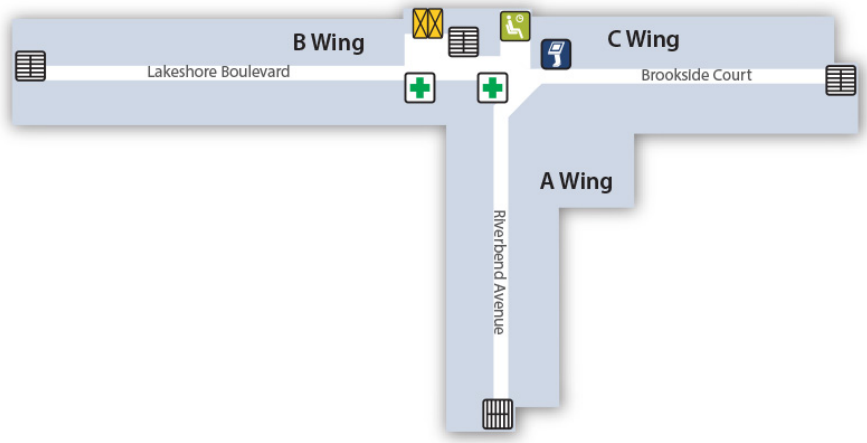 B Wing
C Wing
Lakeshore Boulevard
Brookside Court
A Wing
Riverbend Avenue